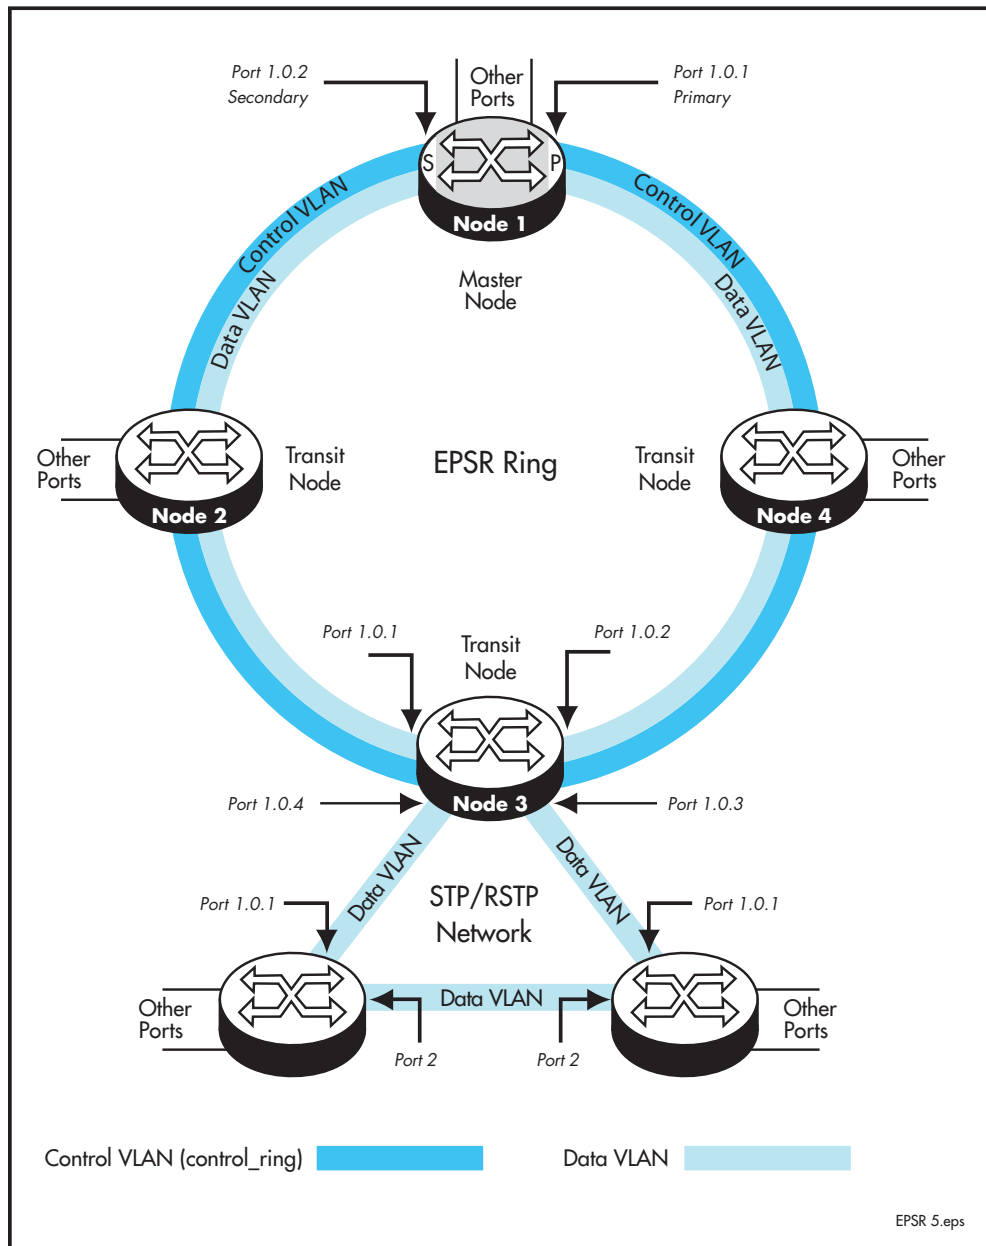 Port 1.0.2
Secondary
Other
Ports
Port 1.0.1
Primary
S
P
Node 1
Control VLAN
Data VLAN
Control VLAN
Data VLAN
Master
Node
Other
Ports
Node 2
Transit
Node
EPSR Ring
Transit
Node
Node 4
Other
Ports
Port 1.0.1
Transit
Node
Port 1.0.2
Node 3
Port 1.0.4
Port 1.0.3
Data VLAN
Data VLAN
STP/RSTP
Network
Port 1.0.1
Port 1.0.1
Other
Ports
Data VLAN
Other
Ports
Port 2
Port 2
Control VLAN (control_ring)
Data VLAN
EPSR 5.eps